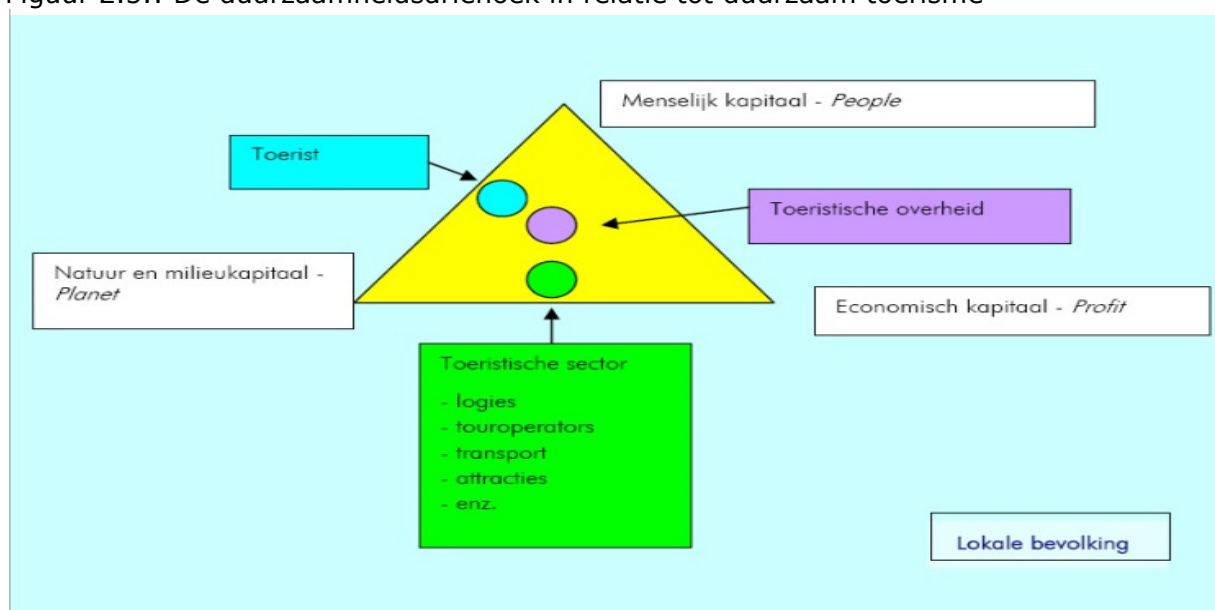 Figuur 2.3.: De duurzaamheidsdriehoek in relatie tot duurzaam toerisme
Menselijk kapitaal - People
Toerist
Toeristische overheid
Natuur en milieukapitaal -
Planet
Economisch kapitaal - Profit
Toeristische sector
- logies
- touroperators
- transport
- attracties
- enz.
Lokale bevolking